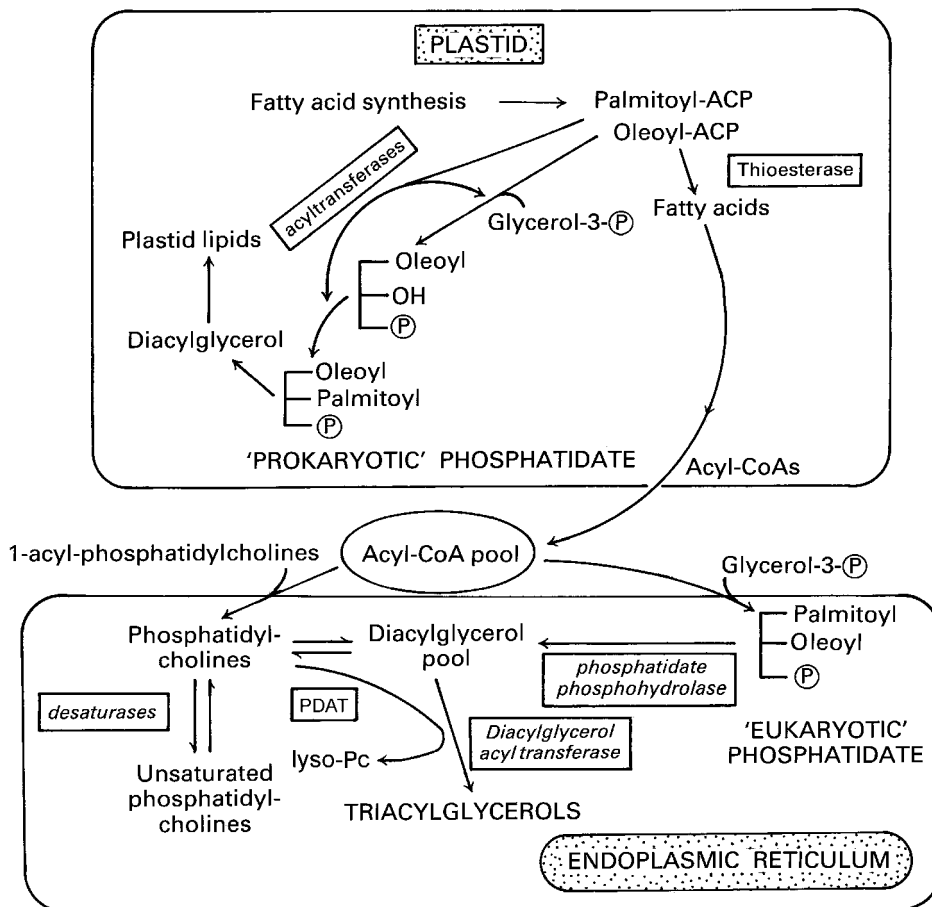 PLASTID
Fatty acid synthesis
Palmitoyl-ACP
Oleoyl-ACP
acyltransferases
Thioesterase
Glycerol-3-Ⓟ
Fatty acids
Plastid lipids
Oleoyl
OH
Ⓟ
Diacylglycerol
Oleoyl
Palmitoyl
Ⓟ
'PROKARYOTIC' PHOSPHATIDATE
Acyl-CoAs
1-acyl-phosphatidylcholines
Acyl-CoA pool
Glycerol-3-Ⓟ
Palmitoyl
Oleoyl
Ⓟ
Phosphatidyl-
cholines
Diacylglycerol
pool
phosphatate
phosphohydrolase
desaturases
PDAT
Diacylglycerol
acyl transferase
'EUKARYOTIC'
PHOSPHATIDATE
lyso-Pc
Unsaturated
phosphatidyl-
cholines
TRIACYLGLYCEROLS
ENDOPLASMIC RETICULUM